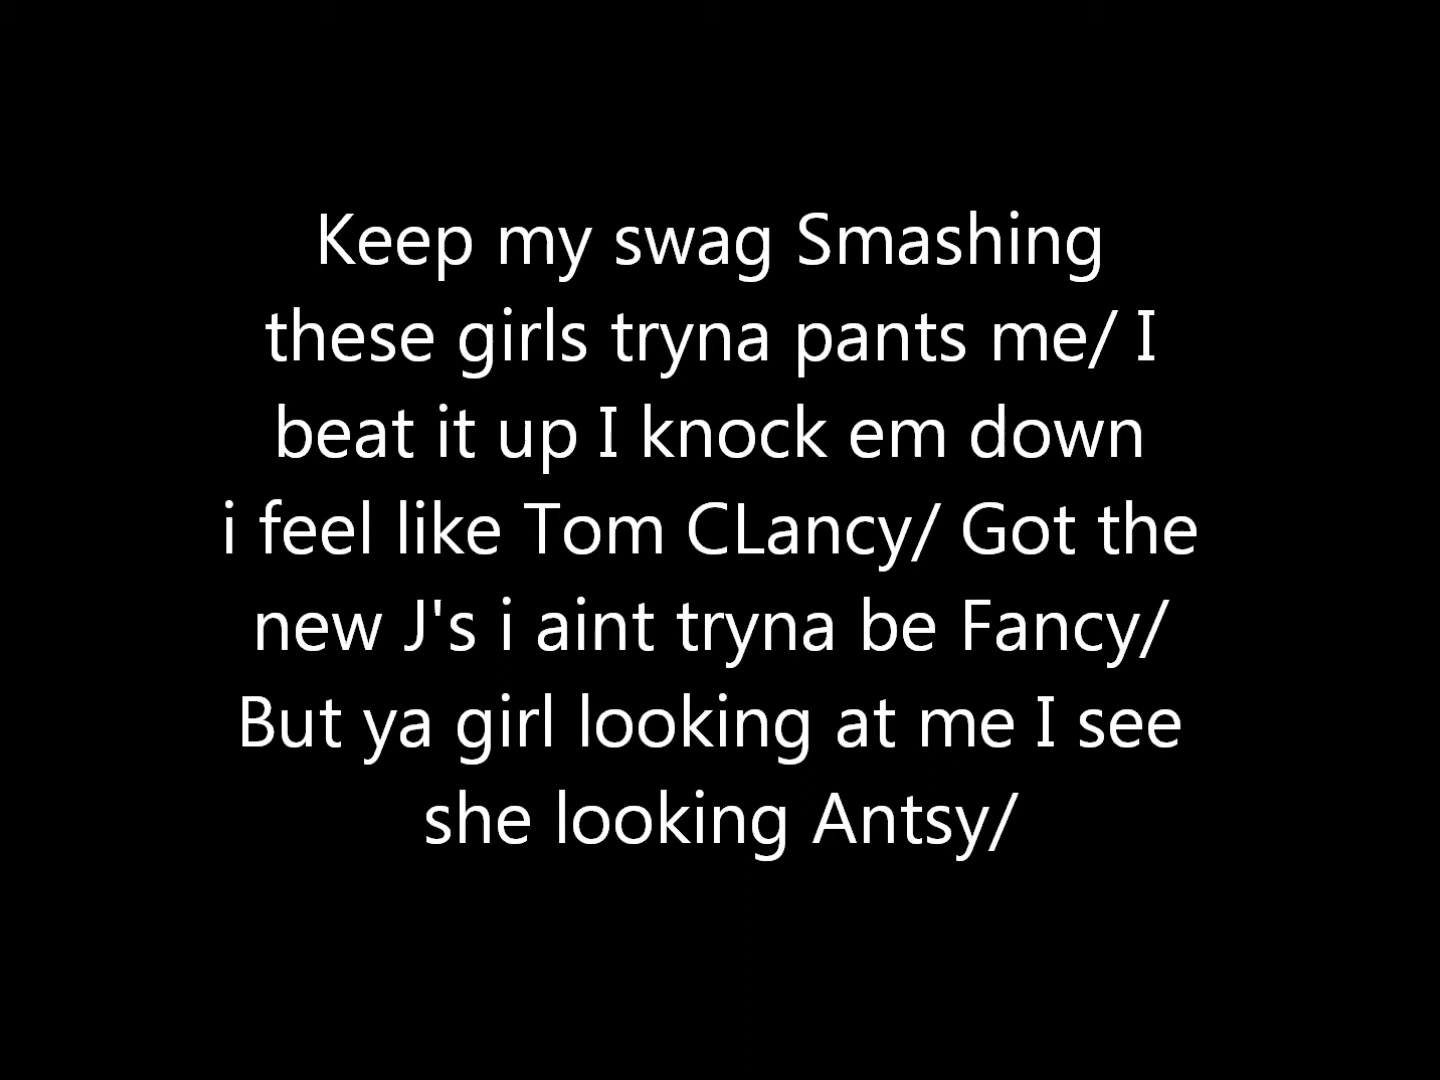 Keep my swag Smashing
these girls tryna pants me/ I
beat it up I knock em down
i feel like Tom CLancy/ Got the
new J's i aint tryna be Fancy/
But ya girl looking at me I see
she looking Antsy/